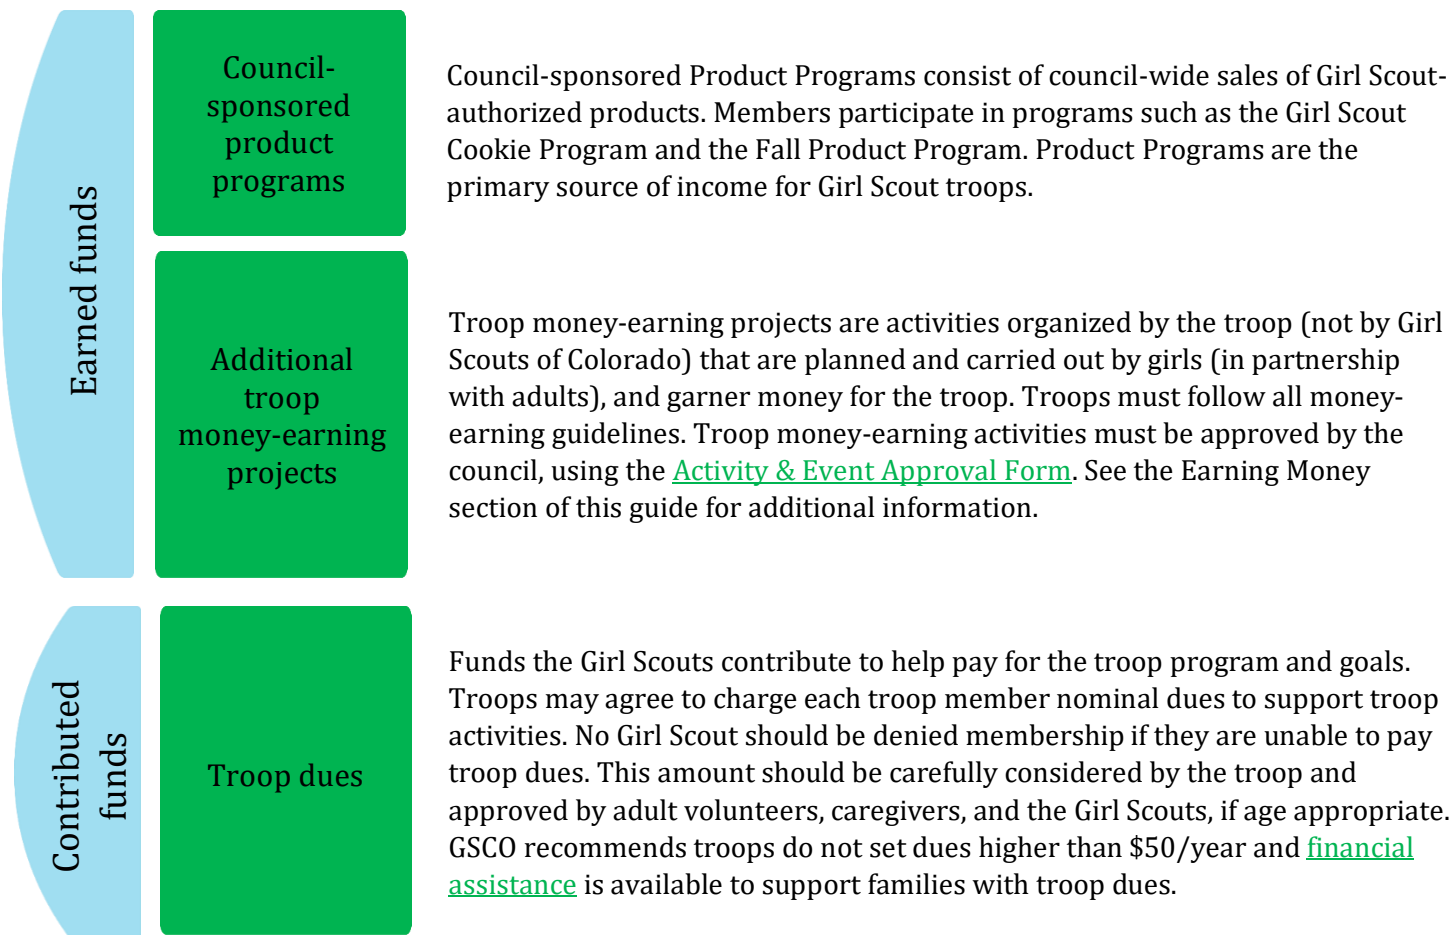 Earned funds
Council-
sponsored
product
programs
Council-sponsored Product Programs consist of council-wide sales of Girl Scout-
authorized products. Members participate in programs such as the Girl Scout
Cookie Program and the Fall Product Program. Product Programs are the
primary source of income for Girl Scout troops.
Additional
troop
money-earning
projects
Troop money-earning projects are activities organized by the troop (not by Girl
Scouts of Colorado) that are planned and carried out by girls (in partnership
with adults), and garner money for the troop. Troops must follow all money-
earning guidelines. Troop money-earning activities must be approved by the
council, using the Activity & Event Approval Form. See the Earning Money
section of this guide for additional information.
Contributed
funds
Troop dues
Funds the Girl Scouts contribute to help pay for the troop program and goals.
Troops may agree to charge each troop member nominal dues to support troop
activities. No Girl Scout should be denied membership if they are unable to pay
troop dues. This amount should be carefully considered by the troop and
approved by adult volunteers, caregivers, and the Girl Scouts, if age appropriate.
GSCO recommends troops do not set dues higher than $50/year and financial
assistance is available to support families with troop dues.